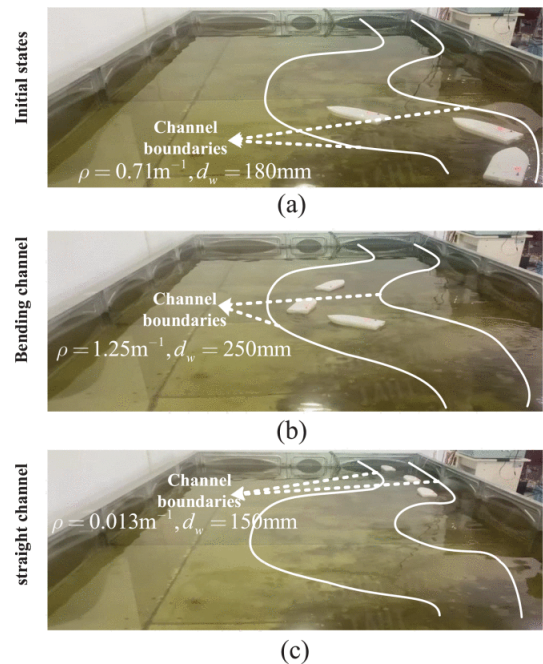 Initial states
Channel
boundaries
ρ = 0.71m⁻¹, d_w = 180mm
(a)
Bending channel
Channel
boundaries
ρ = 1.25m⁻¹, d_w = 250mm
(b)
straight channel
Channel
boundaries
ρ = 0.013m⁻¹, d_w = 150mm
(c)